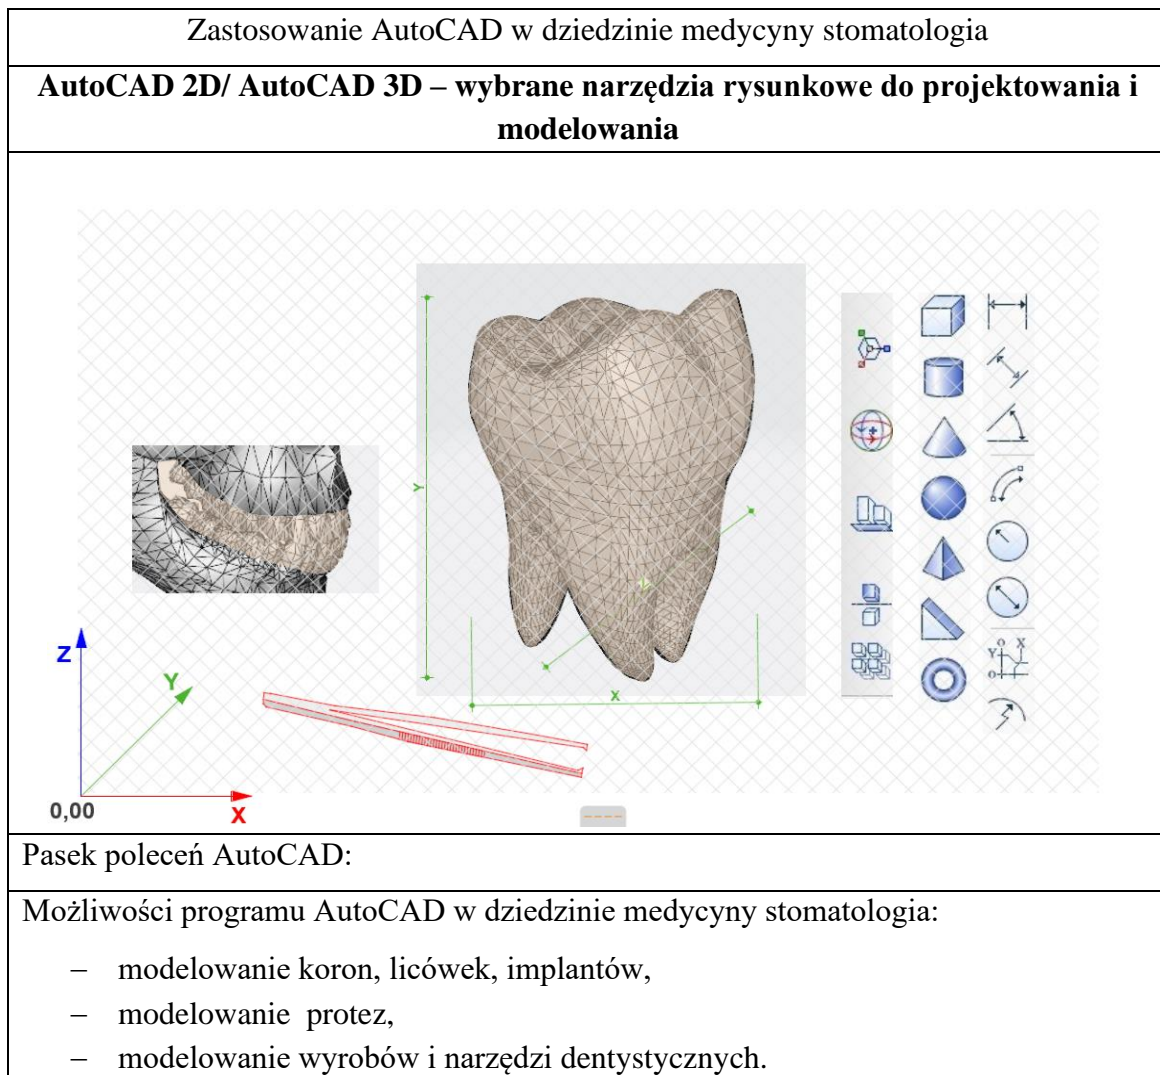 Zastosowanie AutoCAD w dziedzinie medycyny stomatologia
AutoCAD 2D/ AutoCAD 3D – wybrane narzędzia rysunkowe do projektowania i
modelowania
Y
X
Z
Y
0,00
X
O X
Y
O
Pasek poleceń AutoCAD:
Możliwości programu AutoCAD w dziedzinie medycyny stomatologia:
– modelowanie koron, licówek, implantów,
– modelowanie protez,
– modelowanie wyrobów i narzędzi dentystycznych.